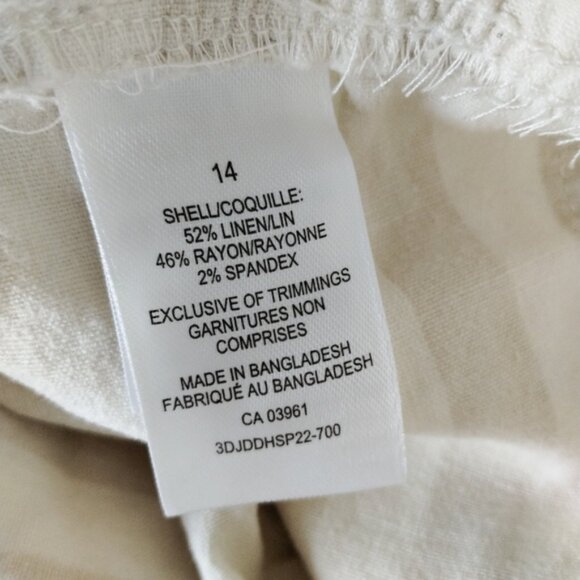 14
SHELL/COQUILLE:
52% LINEN/LIN
46% RAYON/RAYONNE
2% SPANDEX
EXCLUSIVE OF TRIMMINGS
GARNITURES NON
COMPRISES
MADE IN BANGLADESH
FABRIQUÉ AU BANGLADESH
CA 03961
3DJDDHSP22-700